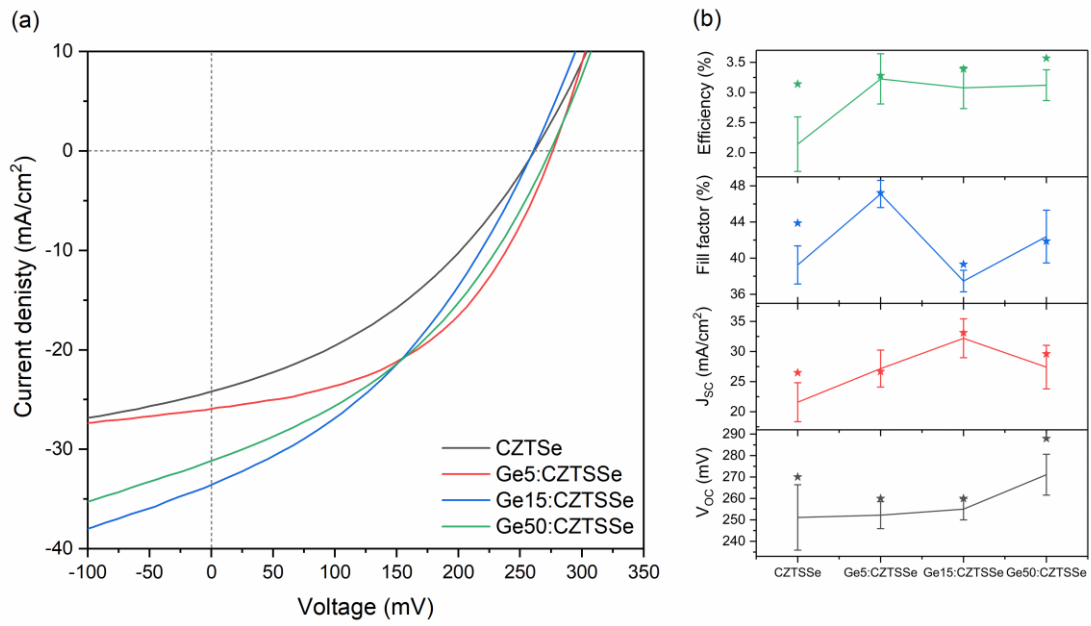 (a)
10
0
-10
-20
-30
-40
Current denisty (mA/cm²)
-100 -50 0 50 100 150 200 250 300 350
Voltage (mV)
CZTSe
Ge5:CZTSSe
Ge15:CZTSSe
Ge50:CZTSSe
(b)
3.5
3.0
2.5
2.0
Efficiency (%)
48
44
40
36
Fill factor (%)
35
30
25
20
J_SC (mA/cm²)
290
280
270
260
250
240
V_OC (mV)
CZTSSe Ge5:CZTSSe Ge15:CZTSSe Ge50:CZTSSe